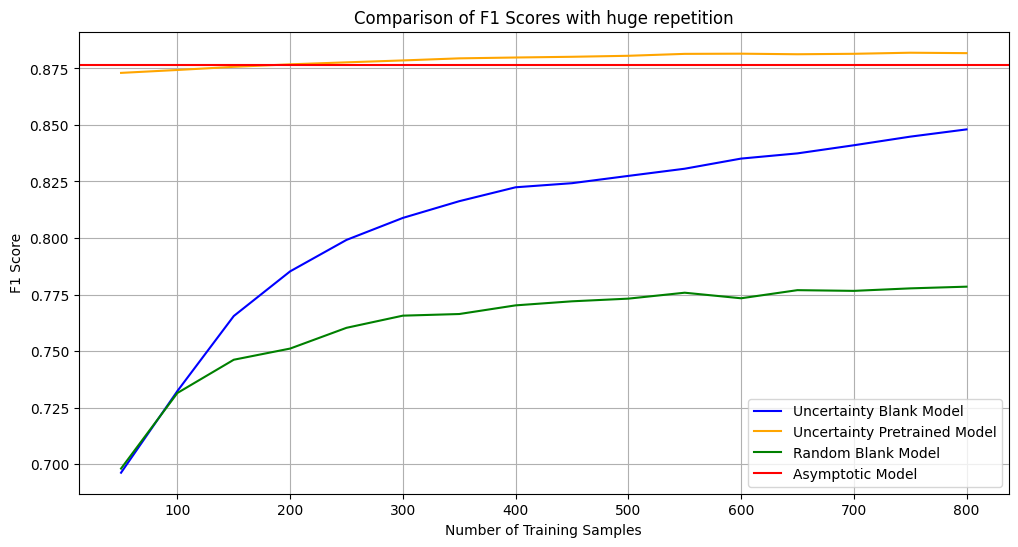 Comparison of F1 Scores with huge repetition
F1 Score
0.875
0.850
0.825
0.800
0.775
0.750
0.725
0.700
Uncertainty Blank Model
Uncertainty Pretrained Model
Random Blank Model
Asymptotic Model
100 200 300 400 500 600 700 800
Number of Training Samples